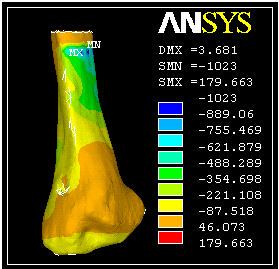 ANSYS
MN
MX
DMX =3.681
SMN =-1023
SMX =179.663
-1023
-889.06
-755.469
-621.879
-488.289
-354.698
-221.108
-87.518
46.073
179.663